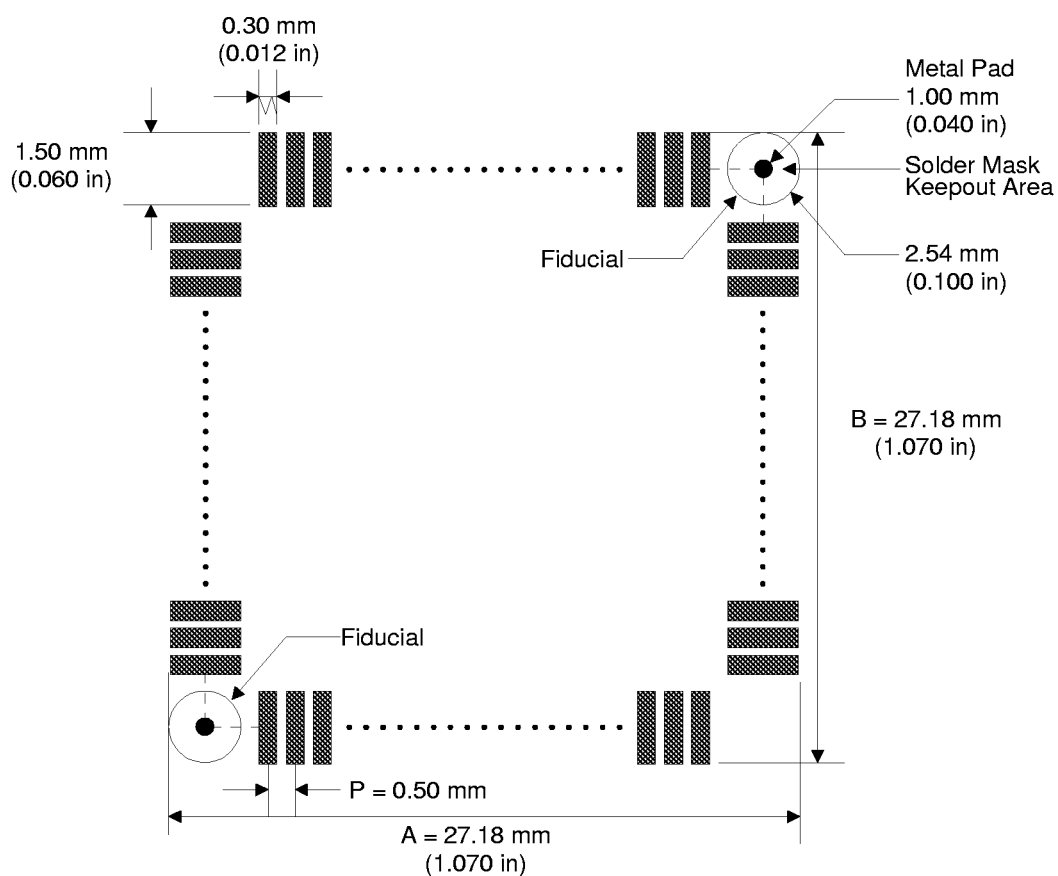 0.30 mm
(0.012 in)
Metal Pad
1.00 mm
(0.040 in)
1.50 mm
(0.060 in)
Solder Mask
Keepout Area
Fiducial
2.54 mm
(0.100 in)
B = 27.18 mm
(1.070 in)
Fiducial
P = 0.50 mm
A = 27.18 mm
(1.070 in)